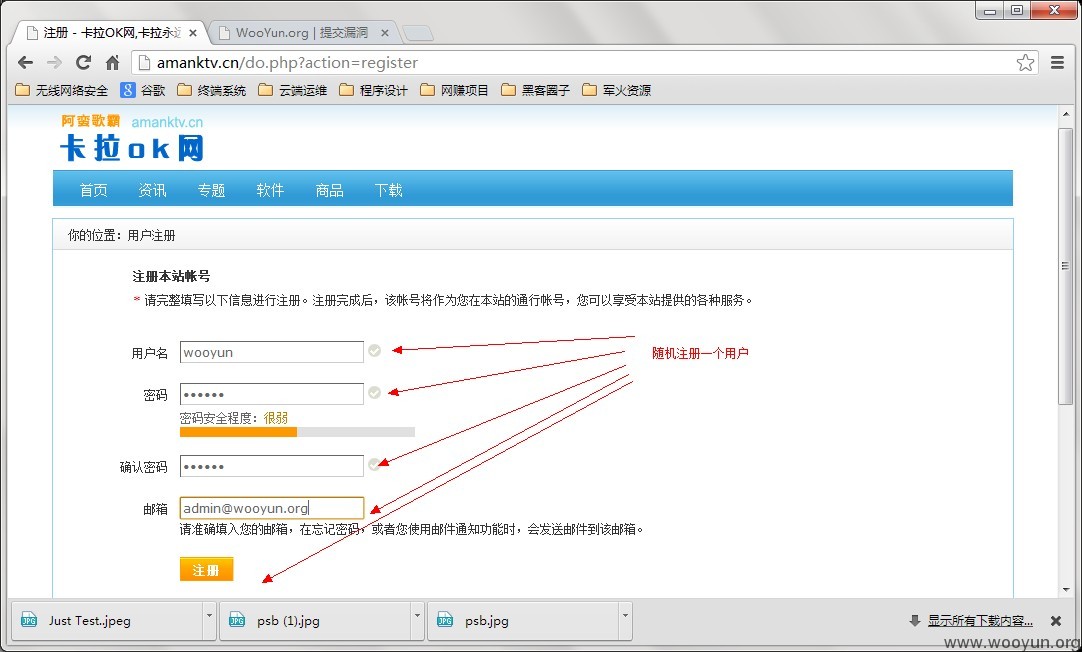 注册 - 卡拉OK网,卡拉永远
WooYun.org | 提交漏洞
amanktv.cn/do.php?action=register
无线网络安全 谷歌 终端系统 云端运维 程序设计 网赚项目 黑客圈子 军火资源
阿蛮歌霸 amanktv.cn
卡拉ok网
首页 资讯 专题 软件 商品 下载
你的位置：用户注册
注册本站帐号
* 请完整填写以下信息进行注册。注册完成后，该帐号将作为您在本站的通行帐号，您可以享受本站提供的各种服务。
用户名 wooyun
随机注册一个用户
密码 ••••••
密码安全程度：很弱
确认密码 ••••••
邮箱 admin@wooyun.org
请准确填入您的邮箱，在忘记密码，或者您使用邮件通知功能时，会发送邮件到该邮箱。
注册
Just Test..jpeg psb (1).jpg psb.jpg 显示所有下载内容...
www.wooyun.org